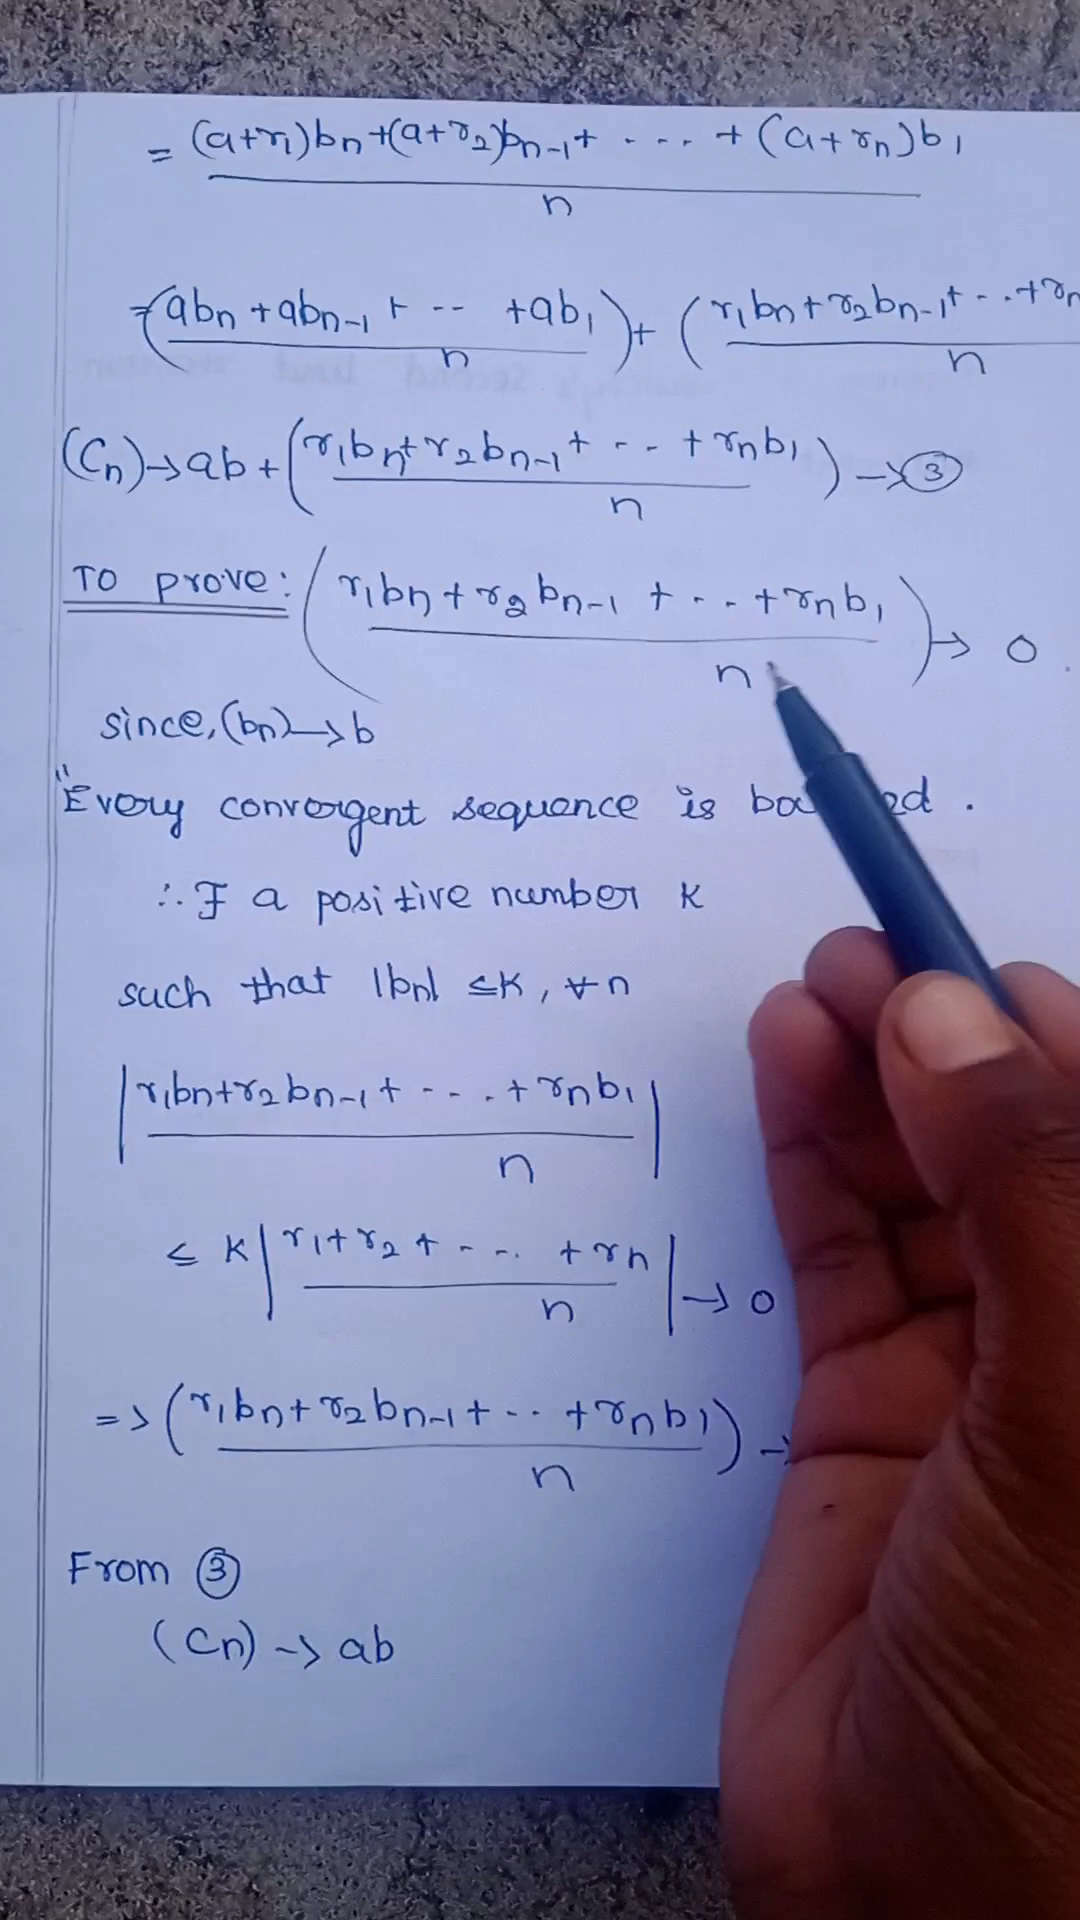 = (a+r1)bn+(a+r2)bn-1+ ---- + (a+rn)b1
n
=(abn+abn-1 + -- +ab1)+ (r1bn+r2bn-1+ -..+rn
n n
(Cn)→ab+(r1bn+r2bn-1+ -.- + rnb1)→③
n
TO prove: (r1bn+r2bn-1 + -.. +rnb1)→ 0
n
since,(bn)→b
"Every convergent sequence is
∴ ∃ a positive number K
such that |bn| ≤K, ∀n
|r1bn+r2bn-1+ --..+ rnb1|
n
≤ K|r1+r2+ --.. +rn|→0
n
=>(r1bn+r2bn-1+ -.. +rnb1)→
n
From ③
(Cn) → ab